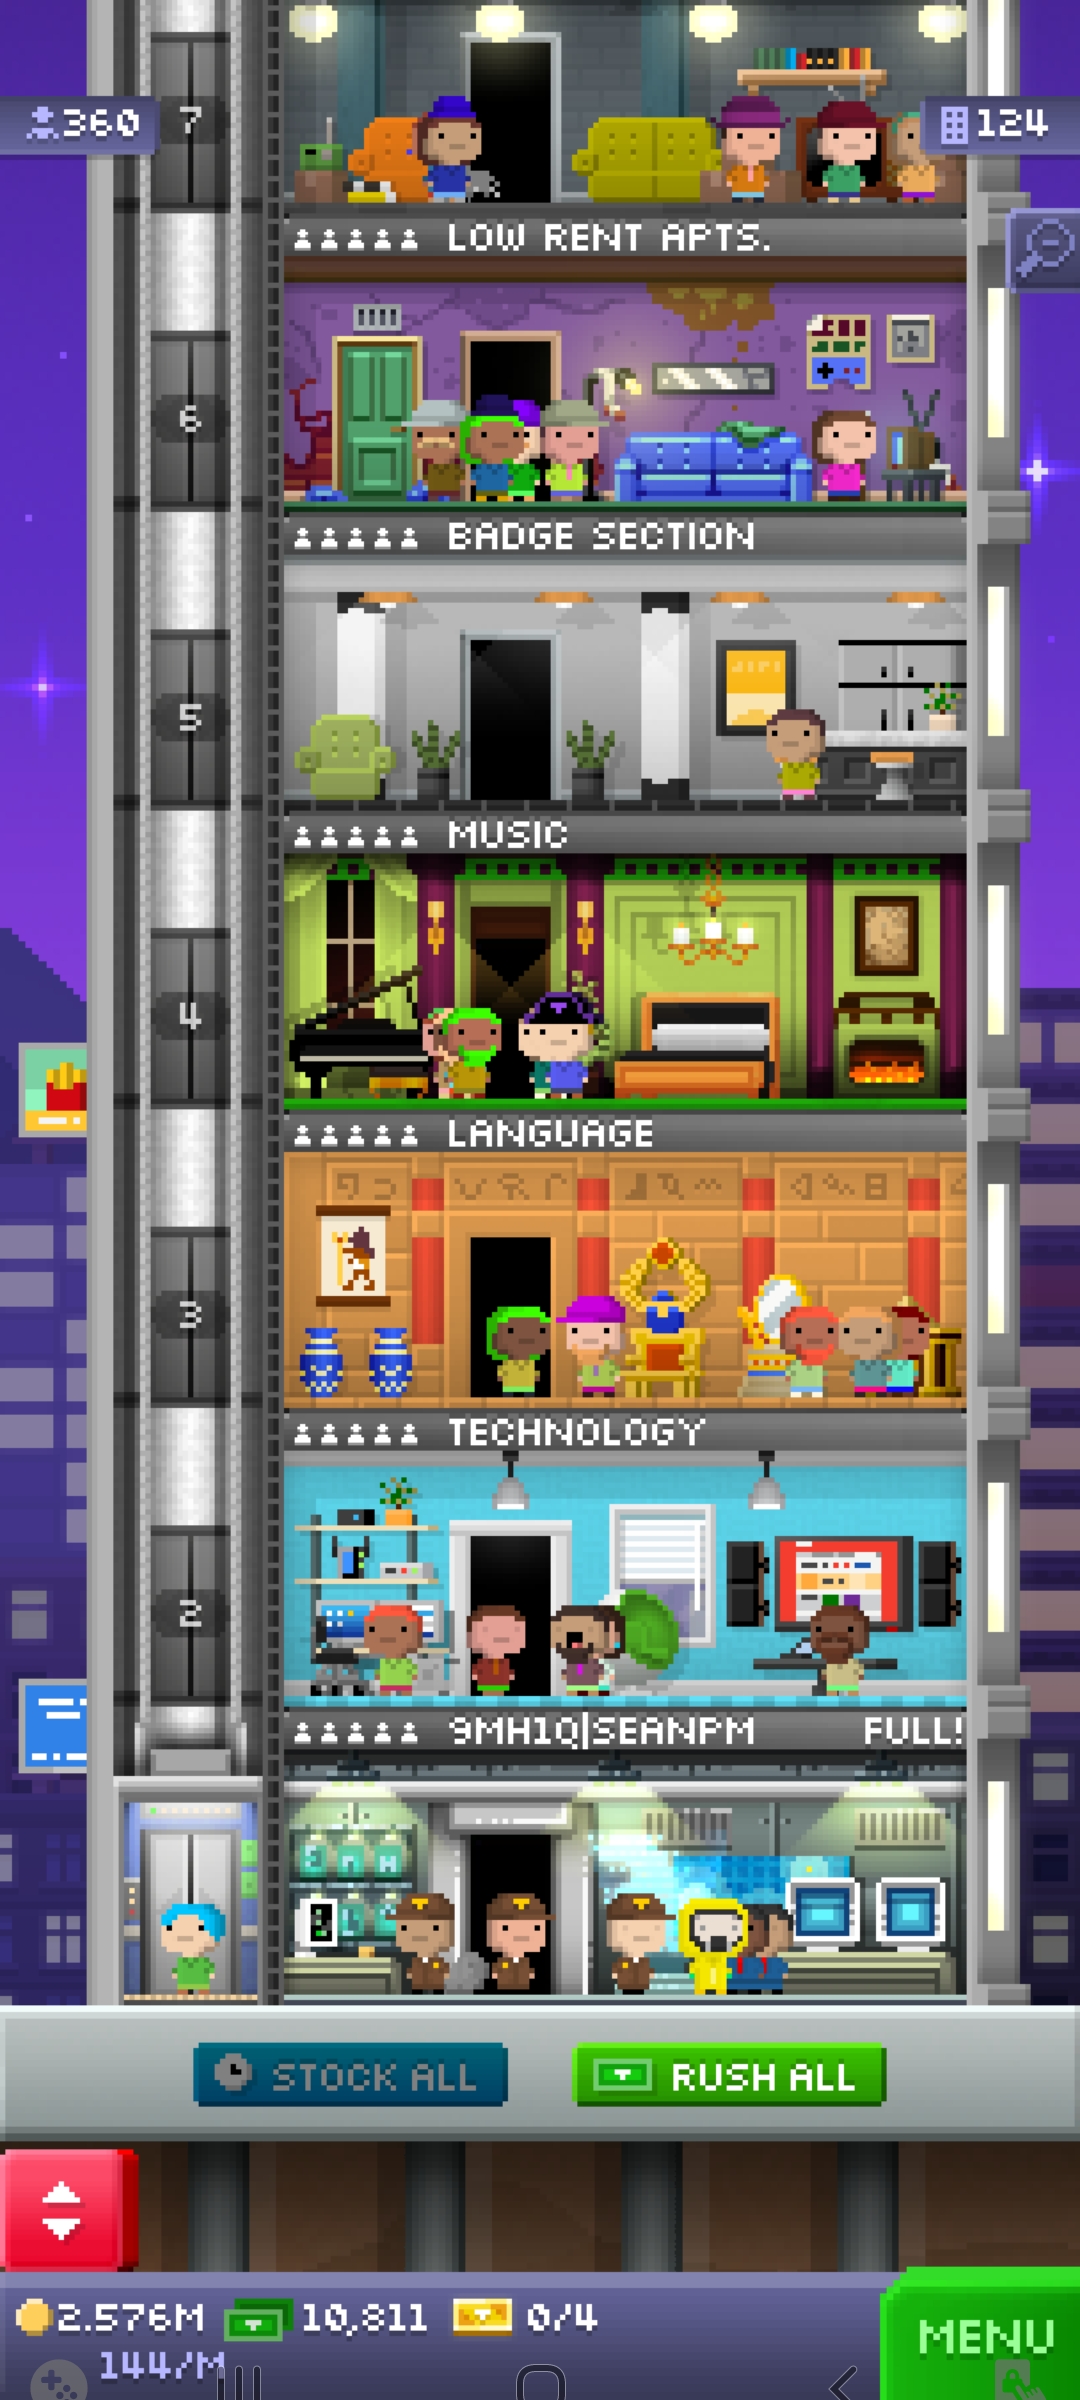 7
360
124
LOW RENT APTS.
6
BADGE SECTION
5
MUSIC
4
LANGUAGE
3
TECHNOLOGY
2
9MH1Q|SEANPM FULL!
STOCK ALL
RUSH ALL
2.576M 10,811 0/4
144/M
MENU